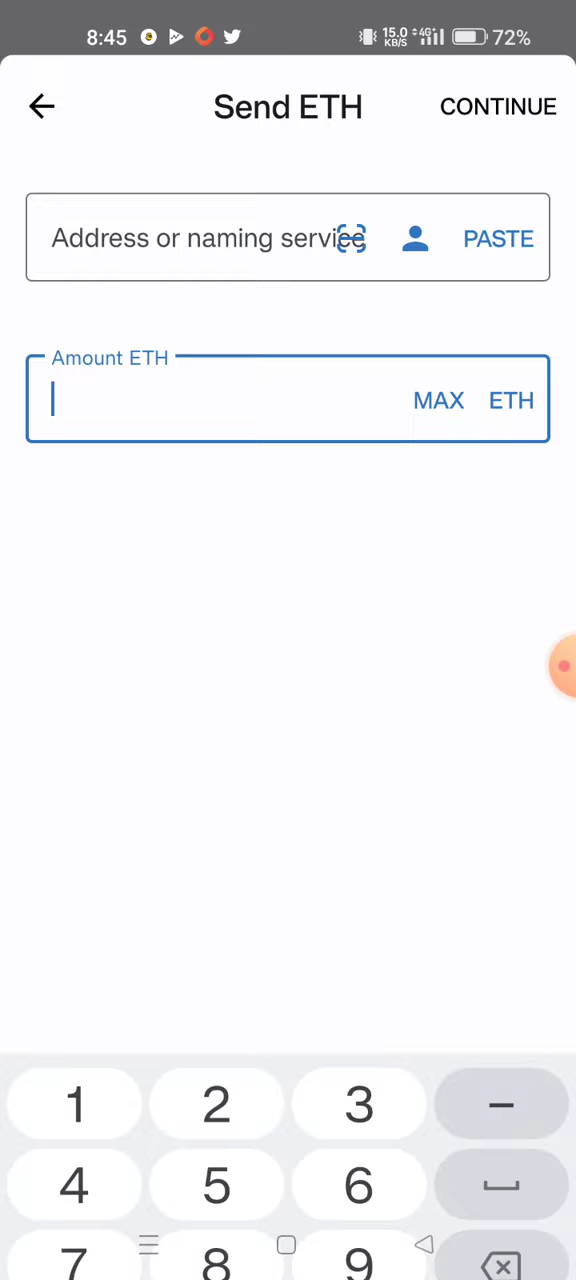 8:45 15.0 KB/S 4G+ 72%
Send ETH CONTINUE
Address or naming service PASTE
Amount ETH
MAX ETH
1 2 3 –
4 5 6
7 8 9